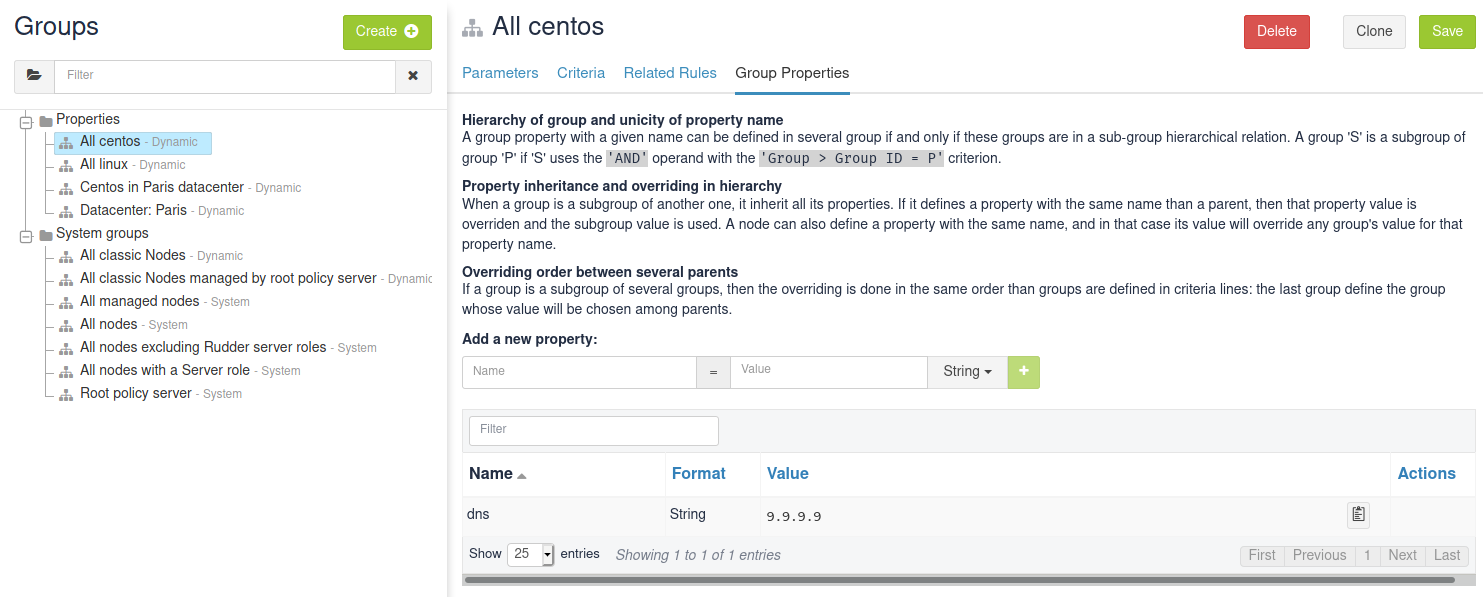 Groups
Create
Filter
Properties
All centos - Dynamic
All linux - Dynamic
Centos in Paris datacenter - Dynamic
Datacenter: Paris - Dynamic
System groups
All classic Nodes - Dynamic
All classic Nodes managed by root policy server - Dynamic
All managed nodes - System
All nodes - System
All nodes excluding Rudder server roles - System
All nodes with a Server role - System
Root policy server - System
All centos
Delete
Clone
Save
Parameters Criteria Related Rules Group Properties
Hierarchy of group and unicity of property name
A group property with a given name can be defined in several group if and only if these groups are in a sub-group hierarchical relation. A group 'S' is a subgroup of
group 'P' if 'S' uses the 'AND' operand with the 'Group > Group ID = P' criterion.
Property inheritance and overriding in hierarchy
When a group is a subgroup of another one, it inherit all its properties. If it defines a property with the same name than a parent, then that property value is
overriden and the subgroup value is used. A node can also define a property with the same name, and in that case its value will override any group's value for that
property name.
Overriding order between several parents
If a group is a subgroup of several groups, then the overriding is done in the same order than groups are defined in criteria lines: the last group define the group
whose value will be chosen among parents.
Add a new property:
Name = Value String +
Filter
Name Format Value Actions
dns String 9.9.9.9
Show 25 entries Showing 1 to 1 of 1 entries First Previous 1 Next Last